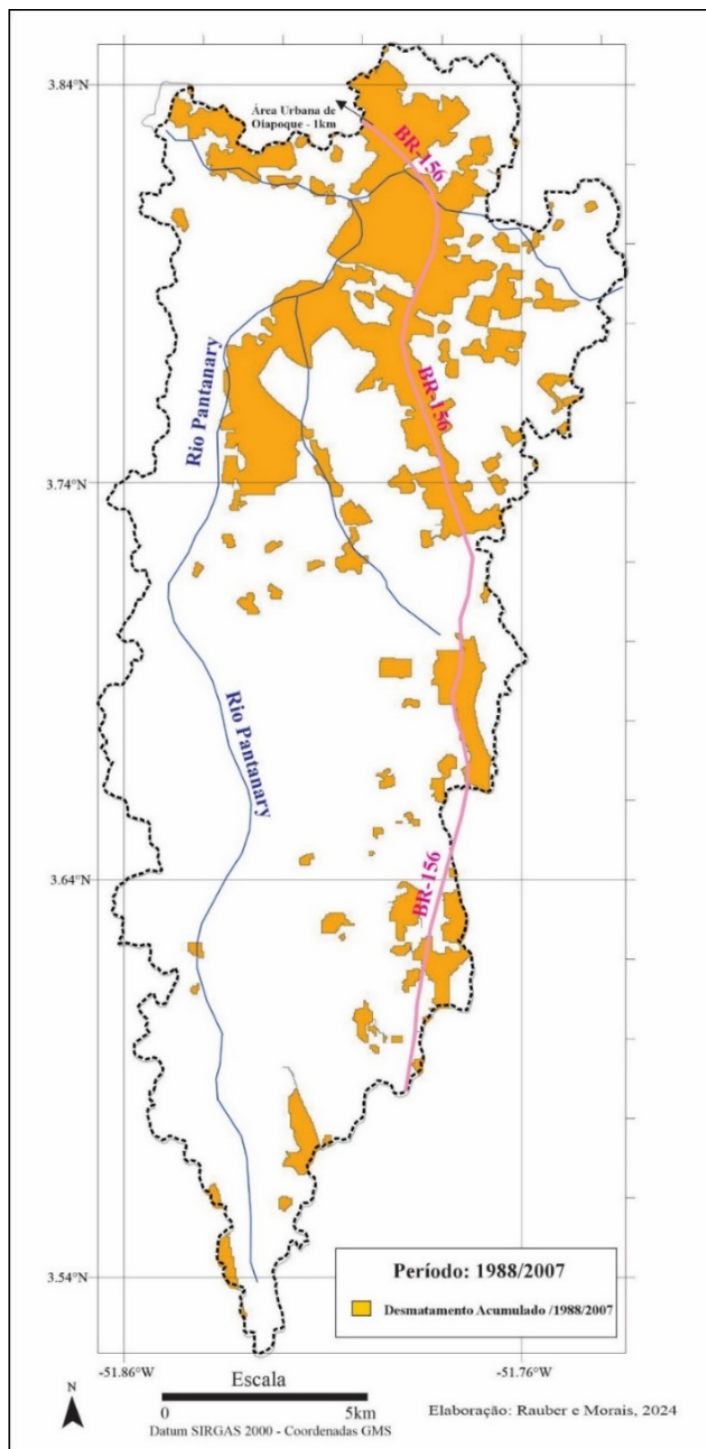 3.84°N
Área Urbana de
Oiapoque - 1km
BR-156
Rio Pantanary
BR-156
3.74°N
Rio Pantanary
BR-156
3.64°N
3.54°N
Período: 1988/2007
Desmatamento Acumulado /1988/2007
-51.86°W
-51.76°W
N
Escala
0
5km
Datum SIRGAS 2000 - Coordenadas GMS
Elaboração: Rauber e Morais, 2024